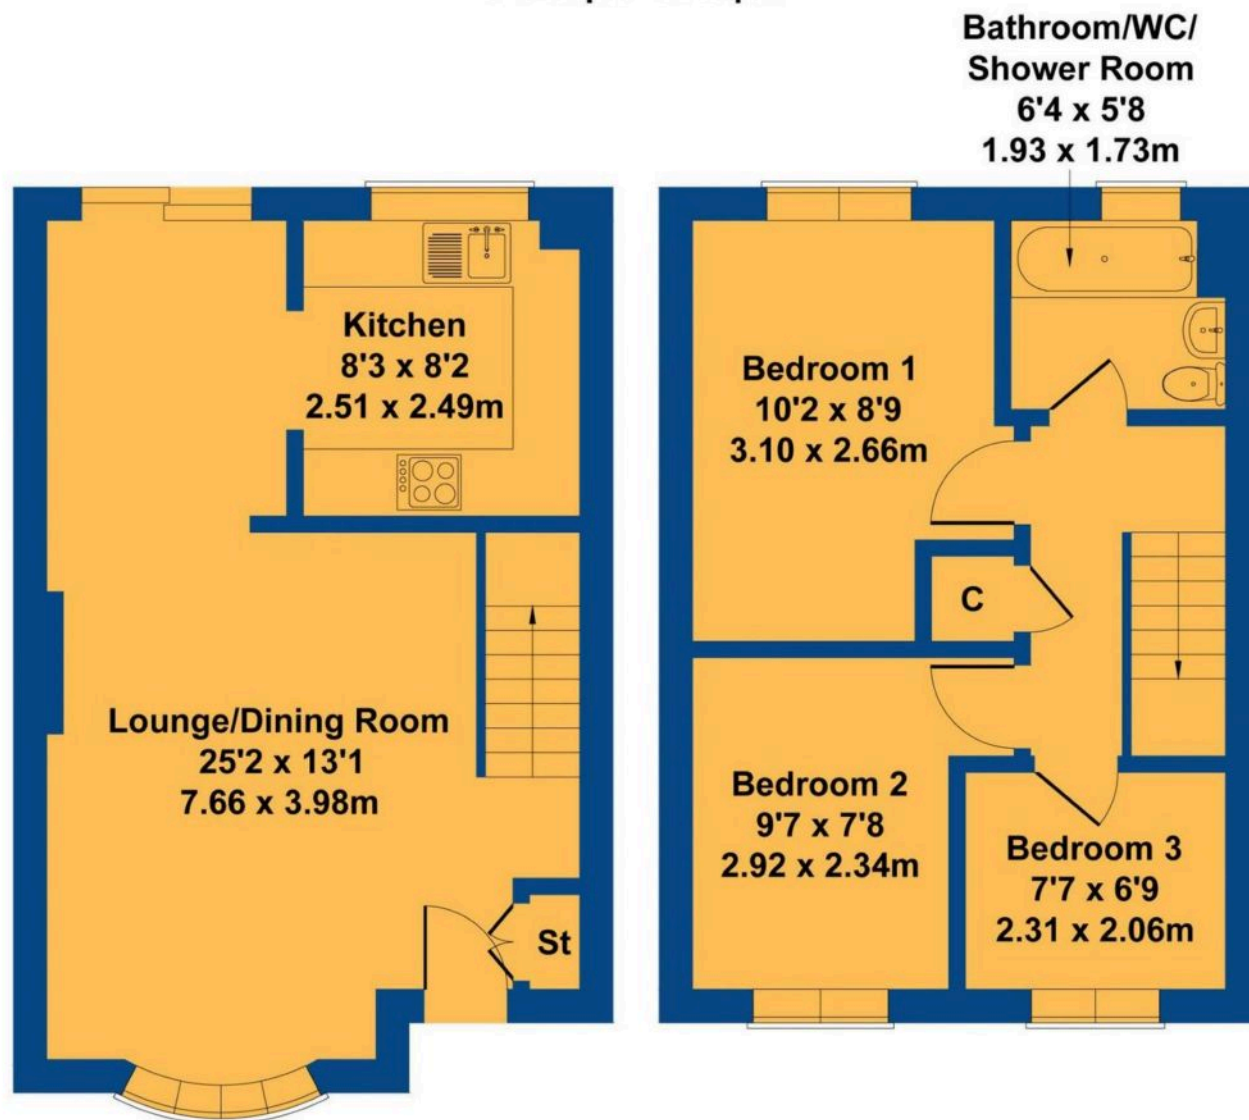 Bathroom/WC/
Shower Room
6'4 x 5'8
1.93 x 1.73m
Kitchen
8'3 x 8'2
2.51 x 2.49m
Bedroom 1
10'2 x 8'9
3.10 x 2.66m
C
Lounge/Dining Room
25'2 x 13'1
7.66 x 3.98m
Bedroom 2
9'7 x 7'8
2.92 x 2.34m
Bedroom 3
7'7 x 6'9
2.31 x 2.06m
St